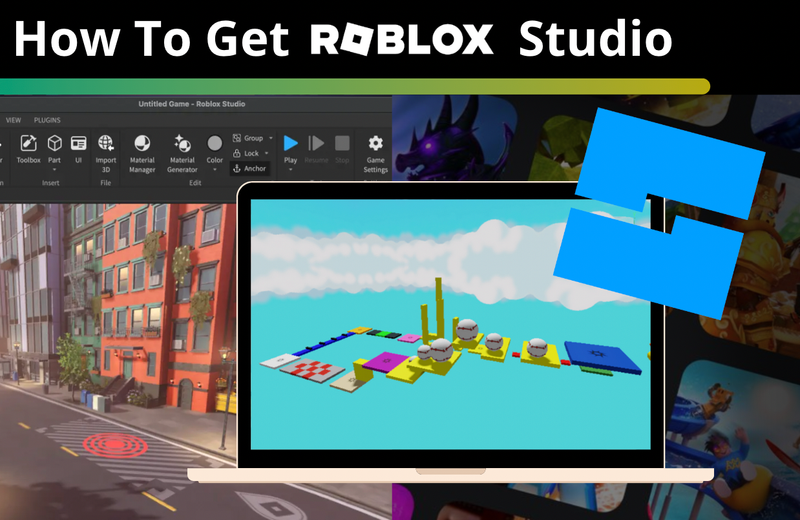 How To Get ROBLOX Studio
Untitled Game - Roblox Studio
VIEW PLUGINS
Toolbox Part UI Import 3D Material Manager Material Generator Color Group Lock Anchor Play Resume Stop Game Settings
Insert File Edit